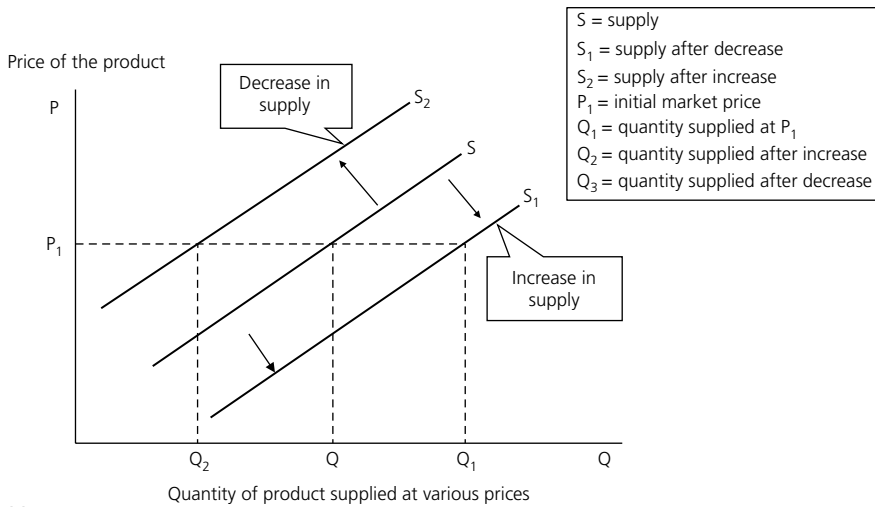 S = supply
S₁ = supply after decrease
S₂ = supply after increase
P₁ = initial market price
Q₁ = quantity supplied at P₁
Q₂ = quantity supplied after increase
Q₃ = quantity supplied after decrease
Price of the product
P
Decrease in
supply
S₂
S
S₁
P₁
Increase in
supply
Q₂
Q
Q₁
Q
Quantity of product supplied at various prices